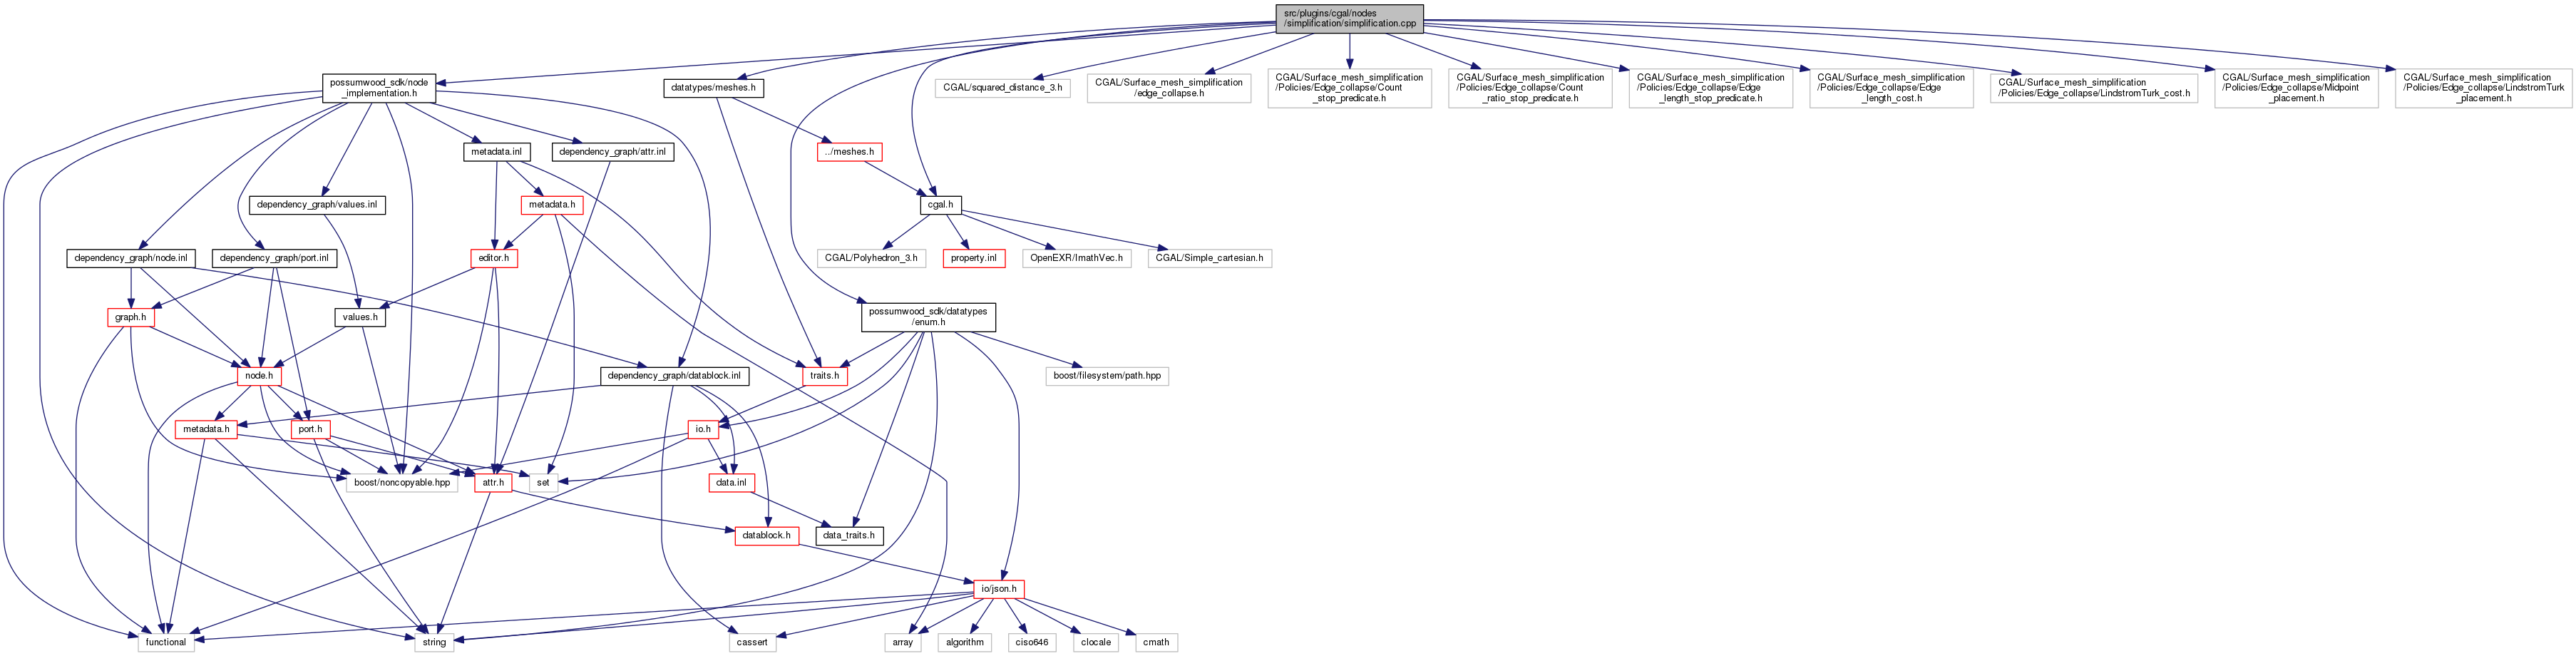 src/plugins/cgal/nodes
/simplification/simplification.cpp
possumwood_sdk/node
_implementation.h
datatypes/meshes.h
CGAL/squared_distance_3.h
CGAL/Surface_mesh_simplification
/edge_collapse.h
CGAL/Surface_mesh_simplification
/Policies/Edge_collapse/Count
_stop_predicate.h
CGAL/Surface_mesh_simplification
/Policies/Edge_collapse/Count
_ratio_stop_predicate.h
CGAL/Surface_mesh_simplification
/Policies/Edge_collapse/Edge
_length_stop_predicate.h
CGAL/Surface_mesh_simplification
/Policies/Edge_collapse/Edge
_length_cost.h
CGAL/Surface_mesh_simplification
/Policies/Edge_collapse/LindstromTurk_cost.h
CGAL/Surface_mesh_simplification
/Policies/Edge_collapse/Midpoint
_placement.h
CGAL/Surface_mesh_simplification
/Policies/Edge_collapse/LindstromTurk
_placement.h
metadata.inl
dependency_graph/attr.inl
../meshes.h
dependency_graph/values.inl
metadata.h
cgal.h
dependency_graph/node.inl
dependency_graph/port.inl
editor.h
CGAL/Polyhedron_3.h
property.inl
OpenEXR/ImathVec.h
CGAL/Simple_cartesian.h
graph.h
values.h
possumwood_sdk/datatypes
/enum.h
node.h
dependency_graph/datablock.inl
traits.h
boost/filesystem/path.hpp
metadata.h
port.h
io.h
boost/noncopyable.hpp
attr.h
set
data.inl
datablock.h
data_traits.h
io/json.h
functional
string
cassert
array
algorithm
ciso646
clocale
cmath